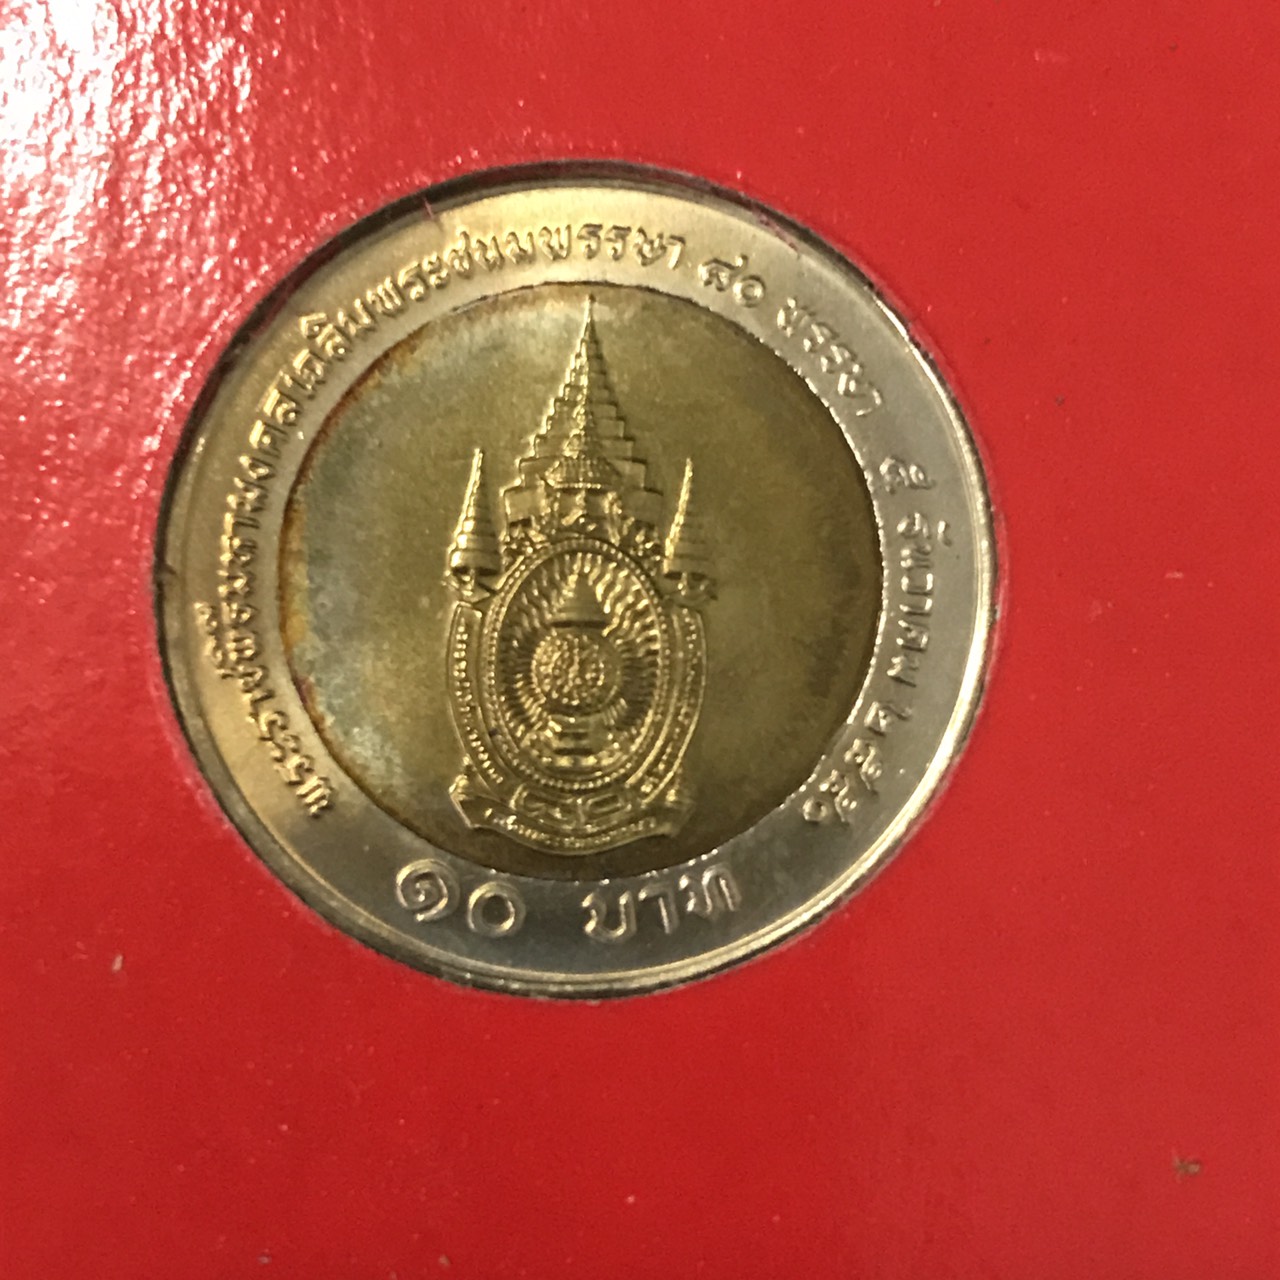 พระราชพิธีมหามงคลเฉลิมพระชนมพรรษา ๘๐ พรรษา ๕ ธันวาคม ๒๕๕๐
๑๐ บาท